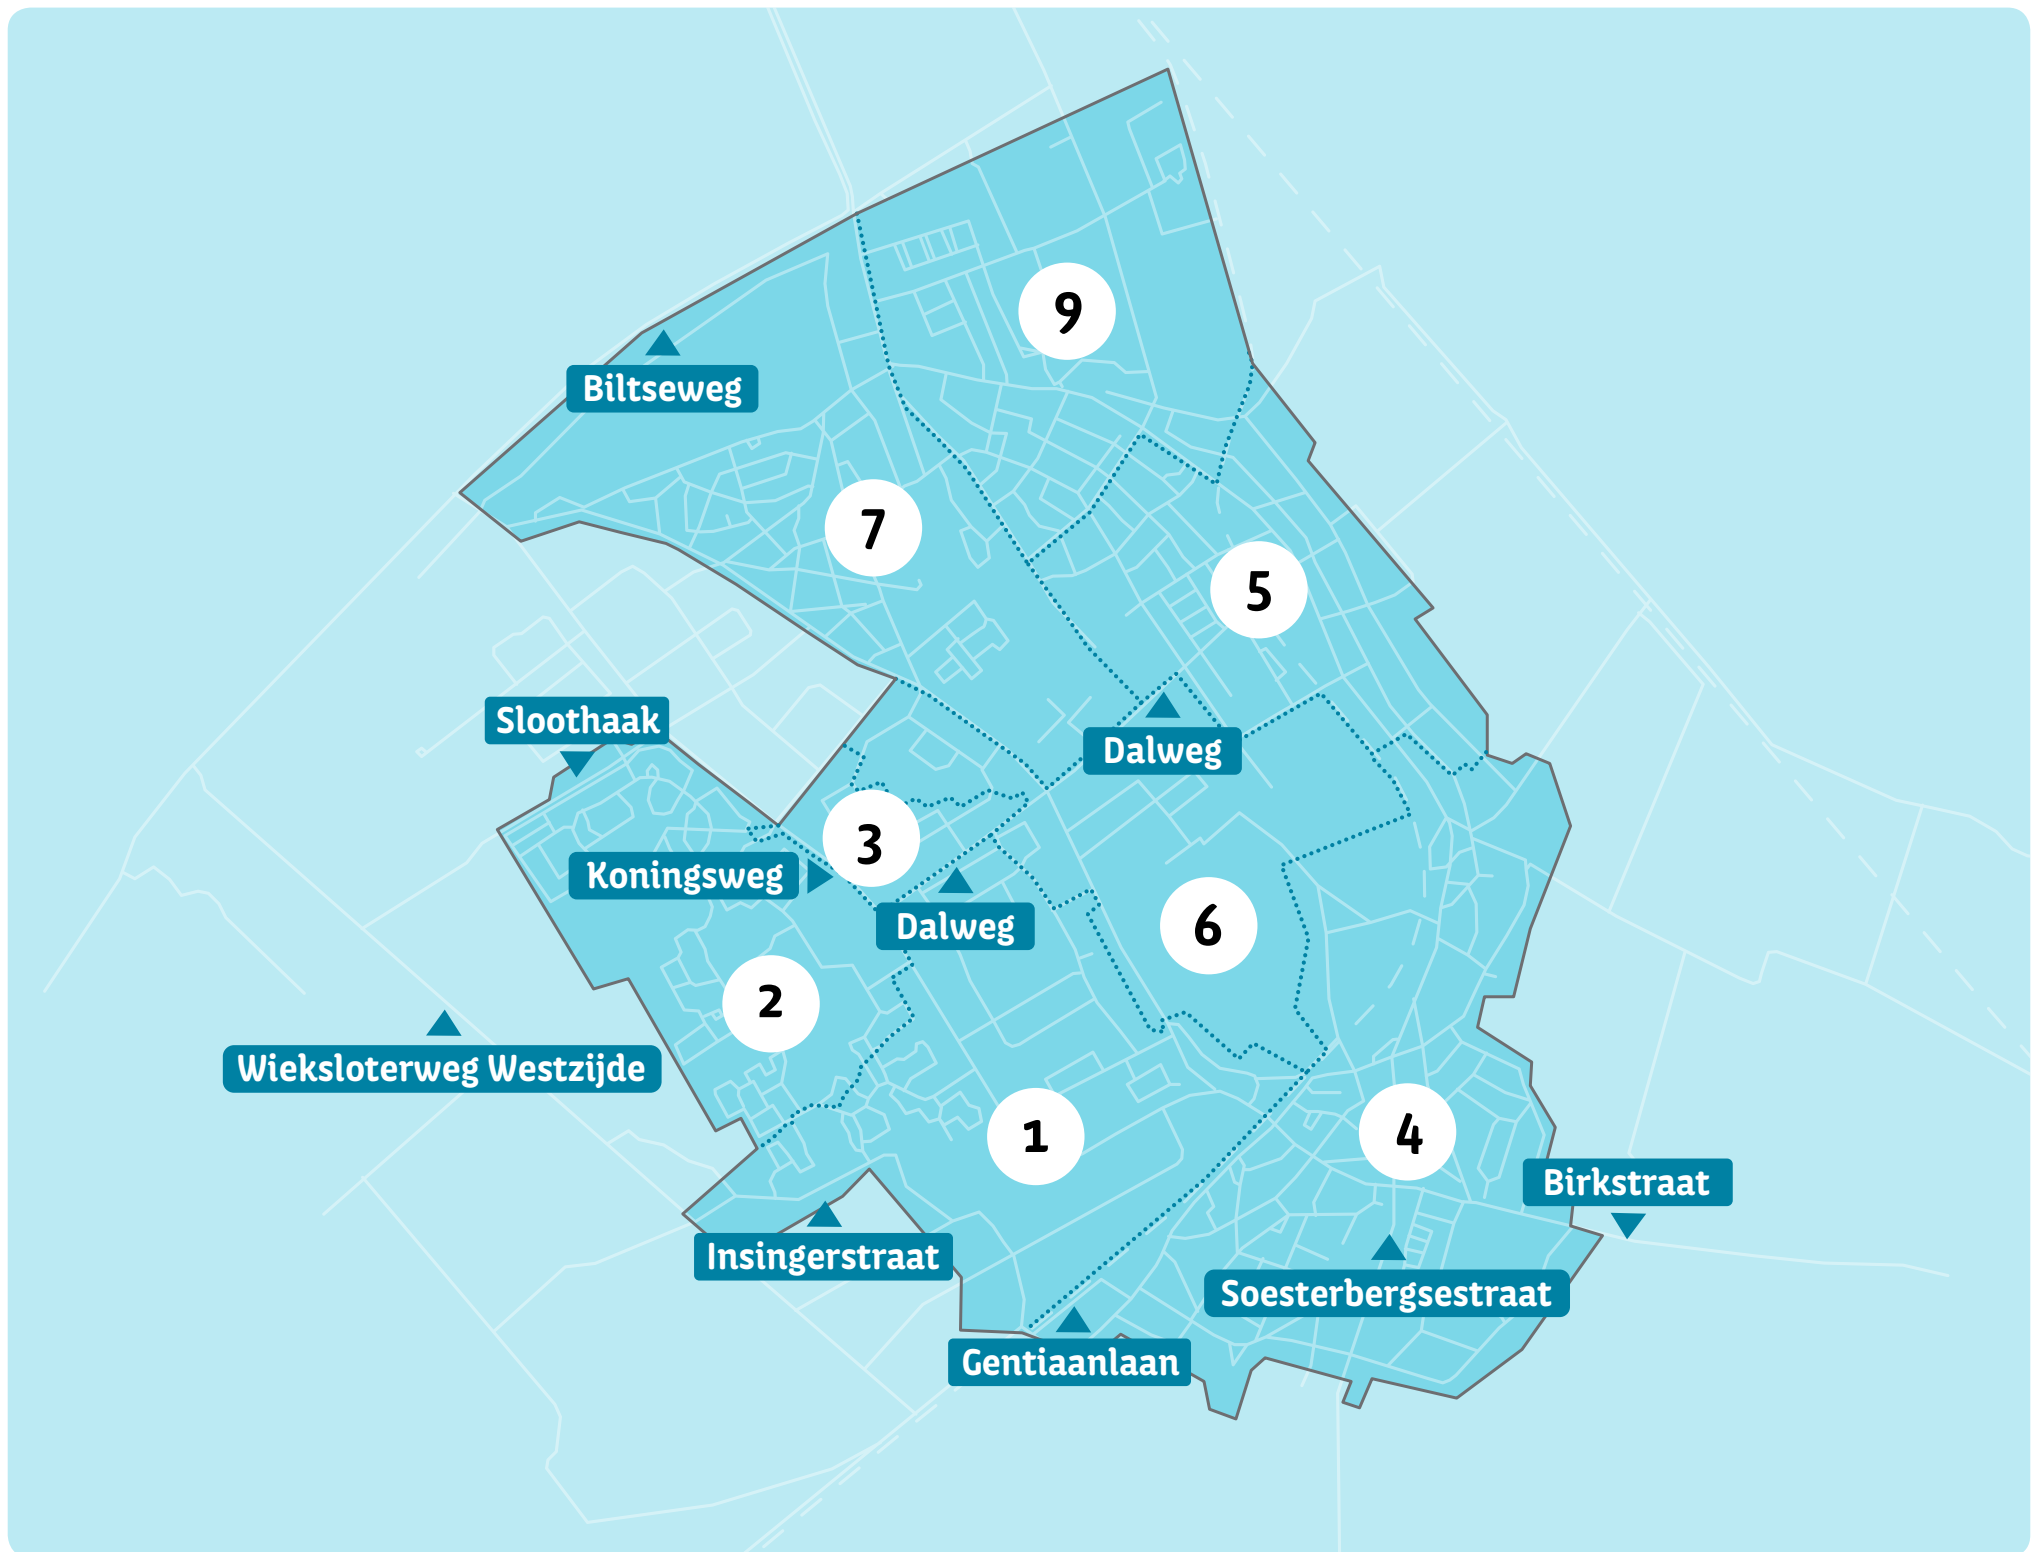 9
Biltseweg
7
5
Sloothaak
Dalweg
3
Koningsweg
Dalweg
6
2
Wieksloterweg Westzijde
1
4
Birkstraat
Insingerstraat
Soesterbergsestraat
Gentiaanlaan